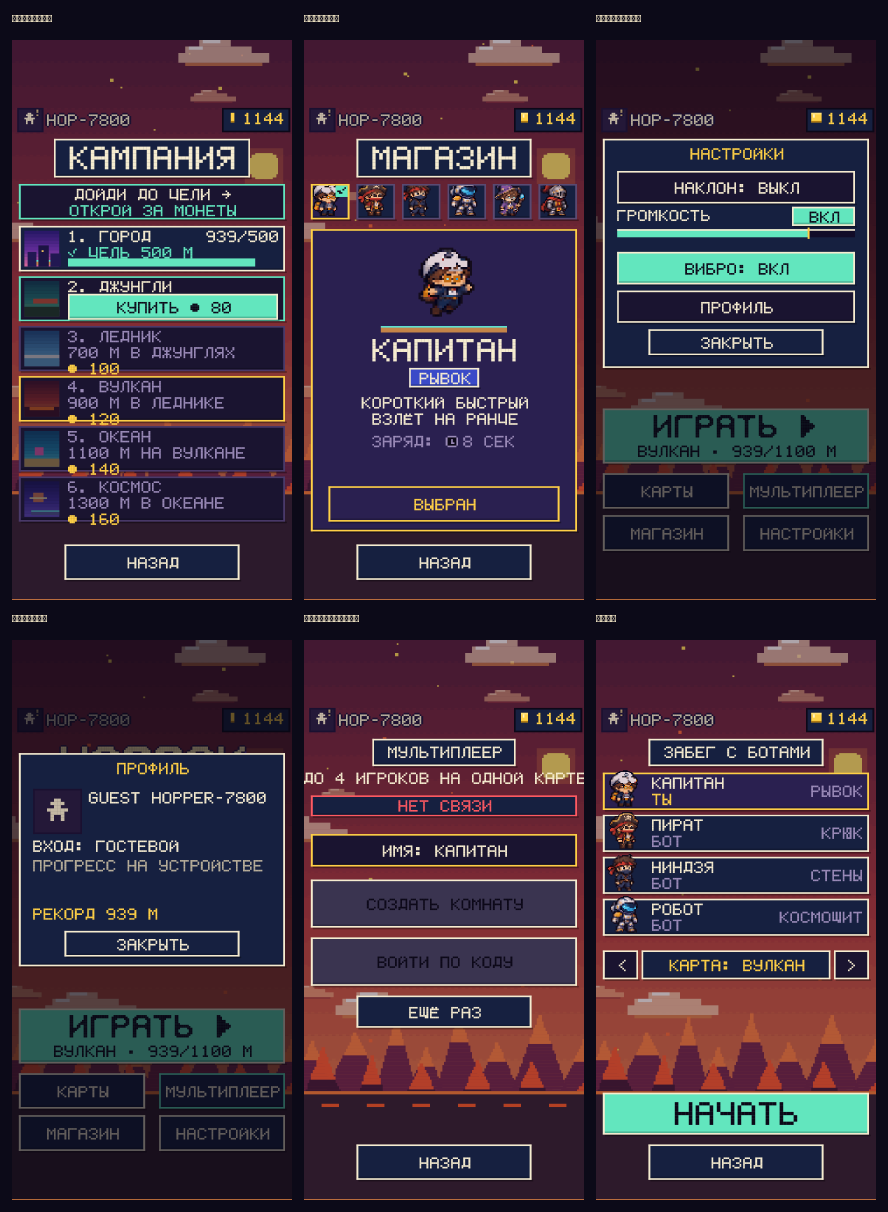 HOP-7800
1144
КАМПАНИЯ
ДОЙДИ ДО ЦЕЛИ →
ОТКРОЙ ЗА МОНЕТЫ
1. ГОРОД 939/500
✓ ЦЕЛЬ 500 М
2. ДЖУНГЛИ
КУПИТЬ ● 80
3. ЛЕДНИК
700 М В ДЖУНГЛЯХ
● 100
4. ВУЛКАН
900 М В ЛЕДНИКЕ
● 120
5. ОКЕАН
1100 М НА ВУЛКАНЕ
● 140
6. КОСМОС
1300 М В ОКЕАНЕ
● 160
НАЗАД
HOP-7800
1144
МАГАЗИН
КАПИТАН
РЫВОК
КОРОТКИЙ БЫСТРЫЙ
ВЗЛЁТ НА РАНЦЕ
ЗАРЯД: 8 СЕК
ВЫБРАН
НАЗАД
HOP-7800
1144
НАСТРОЙКИ
НАКЛОН: ВЫКЛ
ГРОМКОСТЬ ВКЛ
ВИБРО: ВКЛ
ПРОФИЛЬ
ЗАКРЫТЬ
ИГРАТЬ
ВУЛКАН · 939/1100 М
КАРТЫ МУЛЬТИПЛЕЕР
МАГАЗИН НАСТРОЙКИ
HOP-7800
1144
ПРОФИЛЬ
GUEST HOPPER-7800
ВХОД: ГОСТЕВОЙ
ПРОГРЕСС НА УСТРОЙСТВЕ
РЕКОРД 939 М
ЗАКРЫТЬ
ИГРАТЬ
ВУЛКАН · 939/1100 М
КАРТЫ МУЛЬТИПЛЕЕР
МАГАЗИН НАСТРОЙКИ
HOP-7800
1144
МУЛЬТИПЛЕЕР
ДО 4 ИГРОКОВ НА ОДНОЙ КАРТЕ
НЕТ СВЯЗИ
ИМЯ: КАПИТАН
СОЗДАТЬ КОМНАТУ
ВОЙТИ ПО КОДУ
ЕЩЁ РАЗ
НАЗАД
HOP-7800
1144
ЗАБЕГ С БОТАМИ
КАПИТАН РЫВОК
ТЫ
ПИРАТ КРЮК
БОТ
НИНДЗЯ СТЕНЫ
БОТ
РОБОТ КОСМОЩИТ
БОТ
< КАРТА: ВУЛКАН >
НАЧАТЬ
НАЗАД